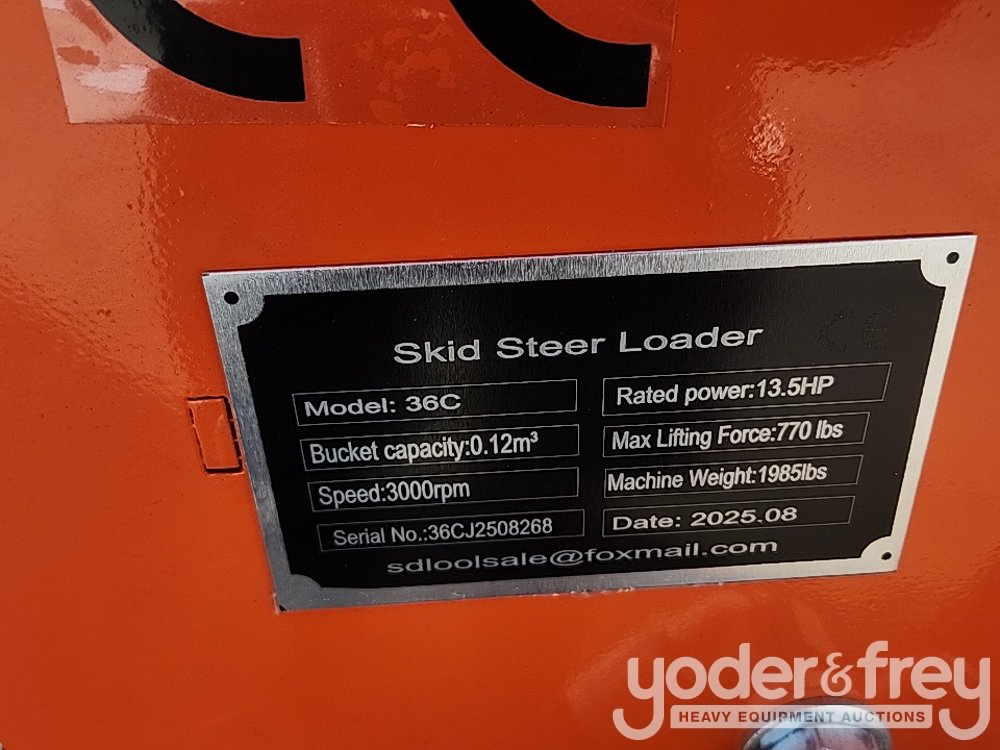 CE
Skid Steer Loader
Model: 36C
Rated power:13.5HP
Bucket capacity:0.12m³
Max Lifting Force:770 lbs
Speed:3000rpm
Machine Weight:1985lbs
Serial No.:36CJ2508268
Date: 2025.08
sdloolsale@foxmail.com
yoder&frey
HEAVY EQUIPMENT AUCTIONS